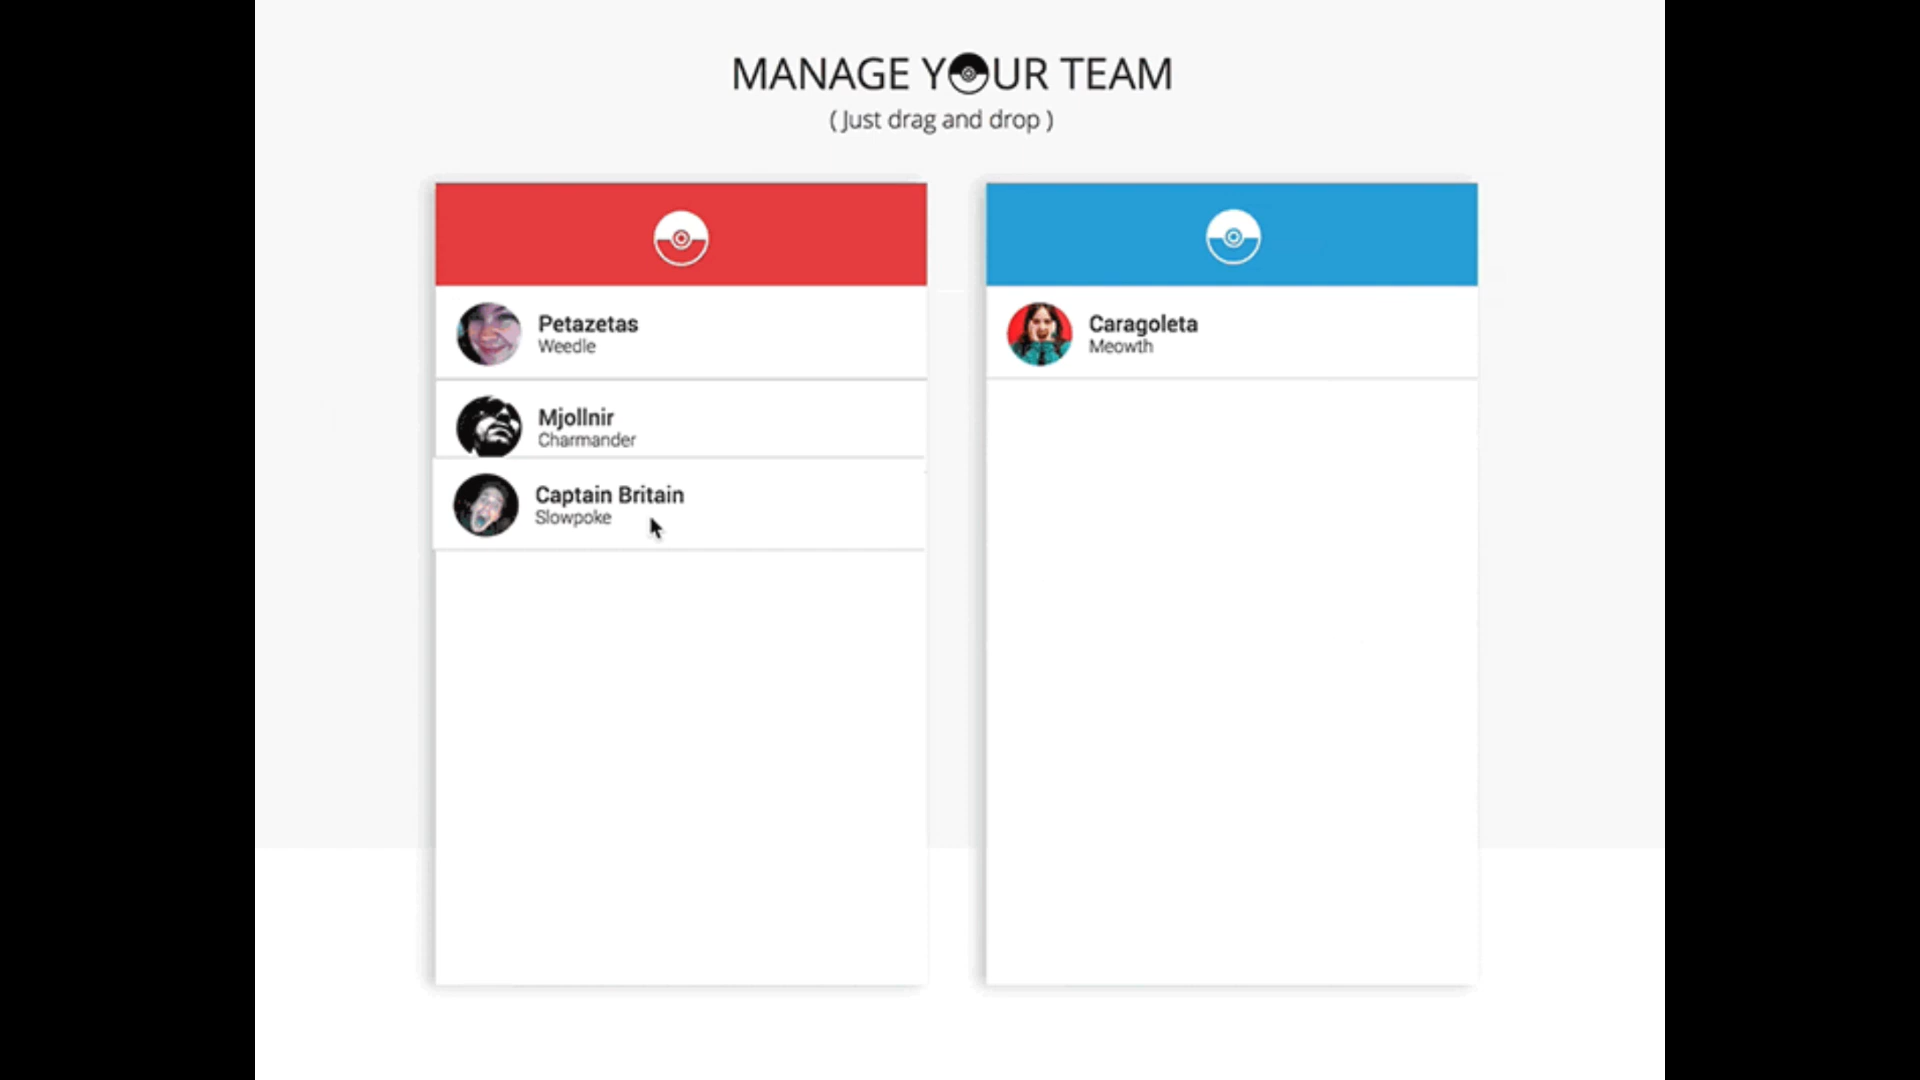 MANAGE YOUR TEAM
( Just drag and drop )
Petazetas
Weedle
Mjollnir
Charmander
Captain Britain
Slowpoke
Caragoleta
Meowth